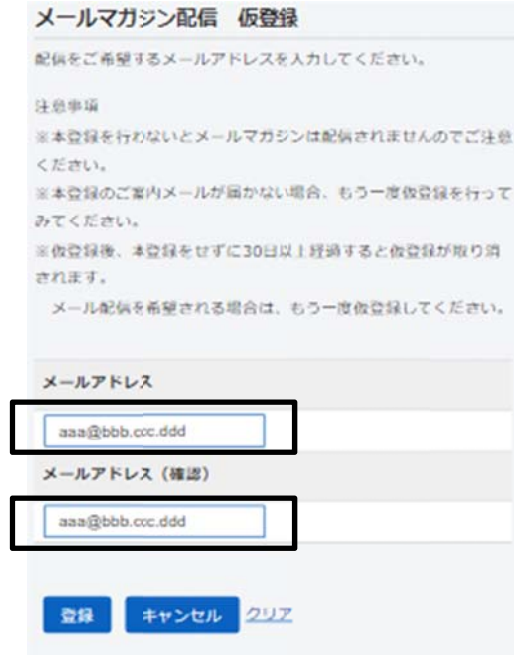 メールマガジン配信　仮登録
配信をご希望するメールアドレスを入力してください。
注意事項
※本登録を行わないとメールマガジンは配信されませんのでご注意
ください。
※本登録のご案内メールが届かない場合、もう一度仮登録を行って
みてください。
※仮登録後、本登録をせずに30日以上経過すると仮登録が取り消
されます。
メール配信を希望される場合は、もう一度仮登録してください。
メールアドレス
aaa@bbb.ccc.ddd
メールアドレス（確認）
aaa@bbb.ccc.ddd
登録　キャンセル　クリア